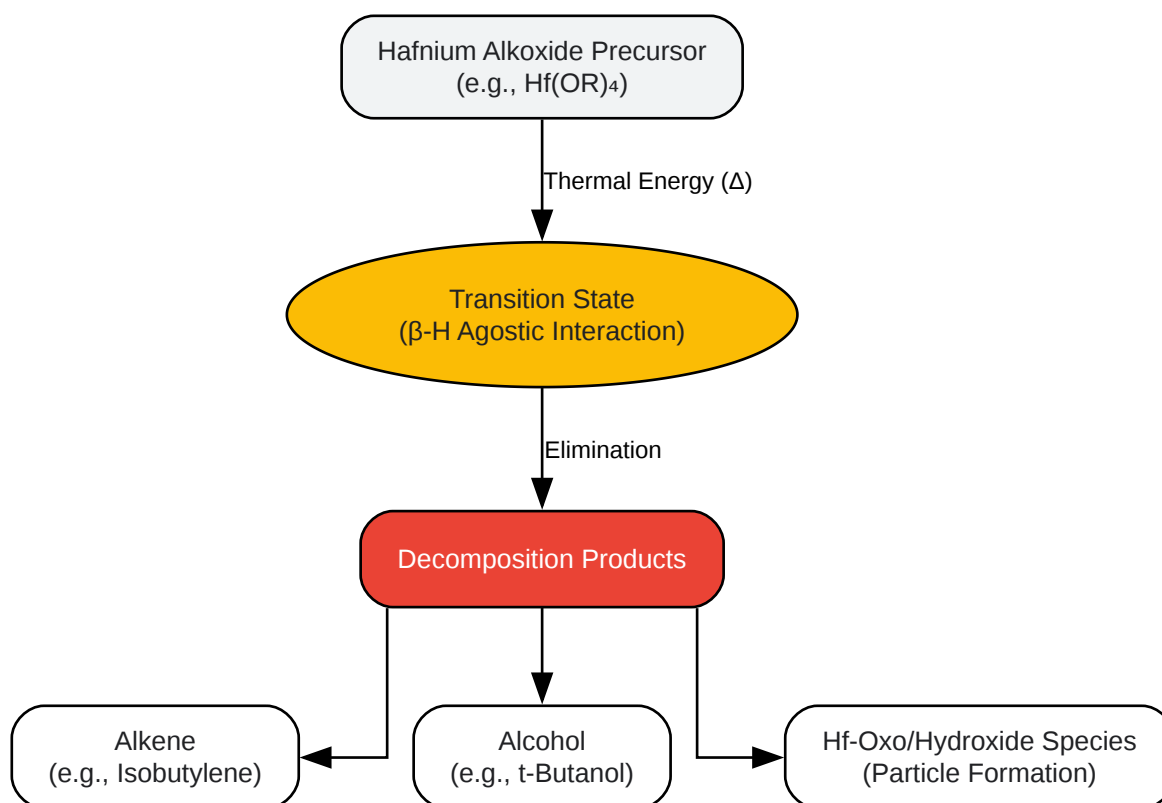 Hafnium Alkoxide Precursor
(e.g., Hf(OR)₄)
Thermal Energy (Δ)
Transition State
(β-H Agostic Interaction)
Elimination
Decomposition Products
Alkene
(e.g., Isobutylene)
Alcohol
(e.g., t-Butanol)
Hf-Oxo/Hydroxide Species
(Particle Formation)